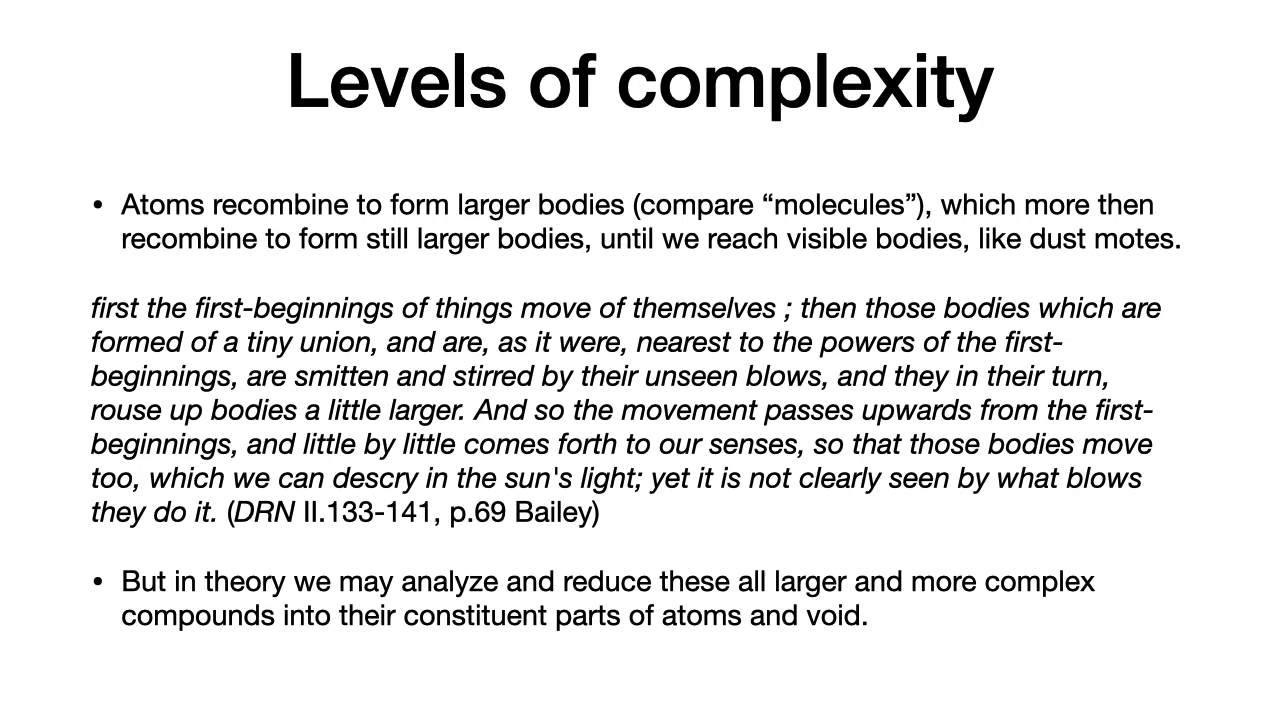 Levels of complexity
• Atoms recombine to form larger bodies (compare “molecules”), which more then
recombine to form still larger bodies, until we reach visible bodies, like dust motes.
first the first-beginnings of things move of themselves ; then those bodies which are
formed of a tiny union, and are, as it were, nearest to the powers of the first-
beginnings, are smitten and stirred by their unseen blows, and they in their turn,
rouse up bodies a little larger. And so the movement passes upwards from the first-
beginnings, and little by little comes forth to our senses, so that those bodies move
too, which we can descry in the sun's light; yet it is not clearly seen by what blows
they do it. (DRN II.133-141, p.69 Bailey)
• But in theory we may analyze and reduce these all larger and more complex
compounds into their constituent parts of atoms and void.